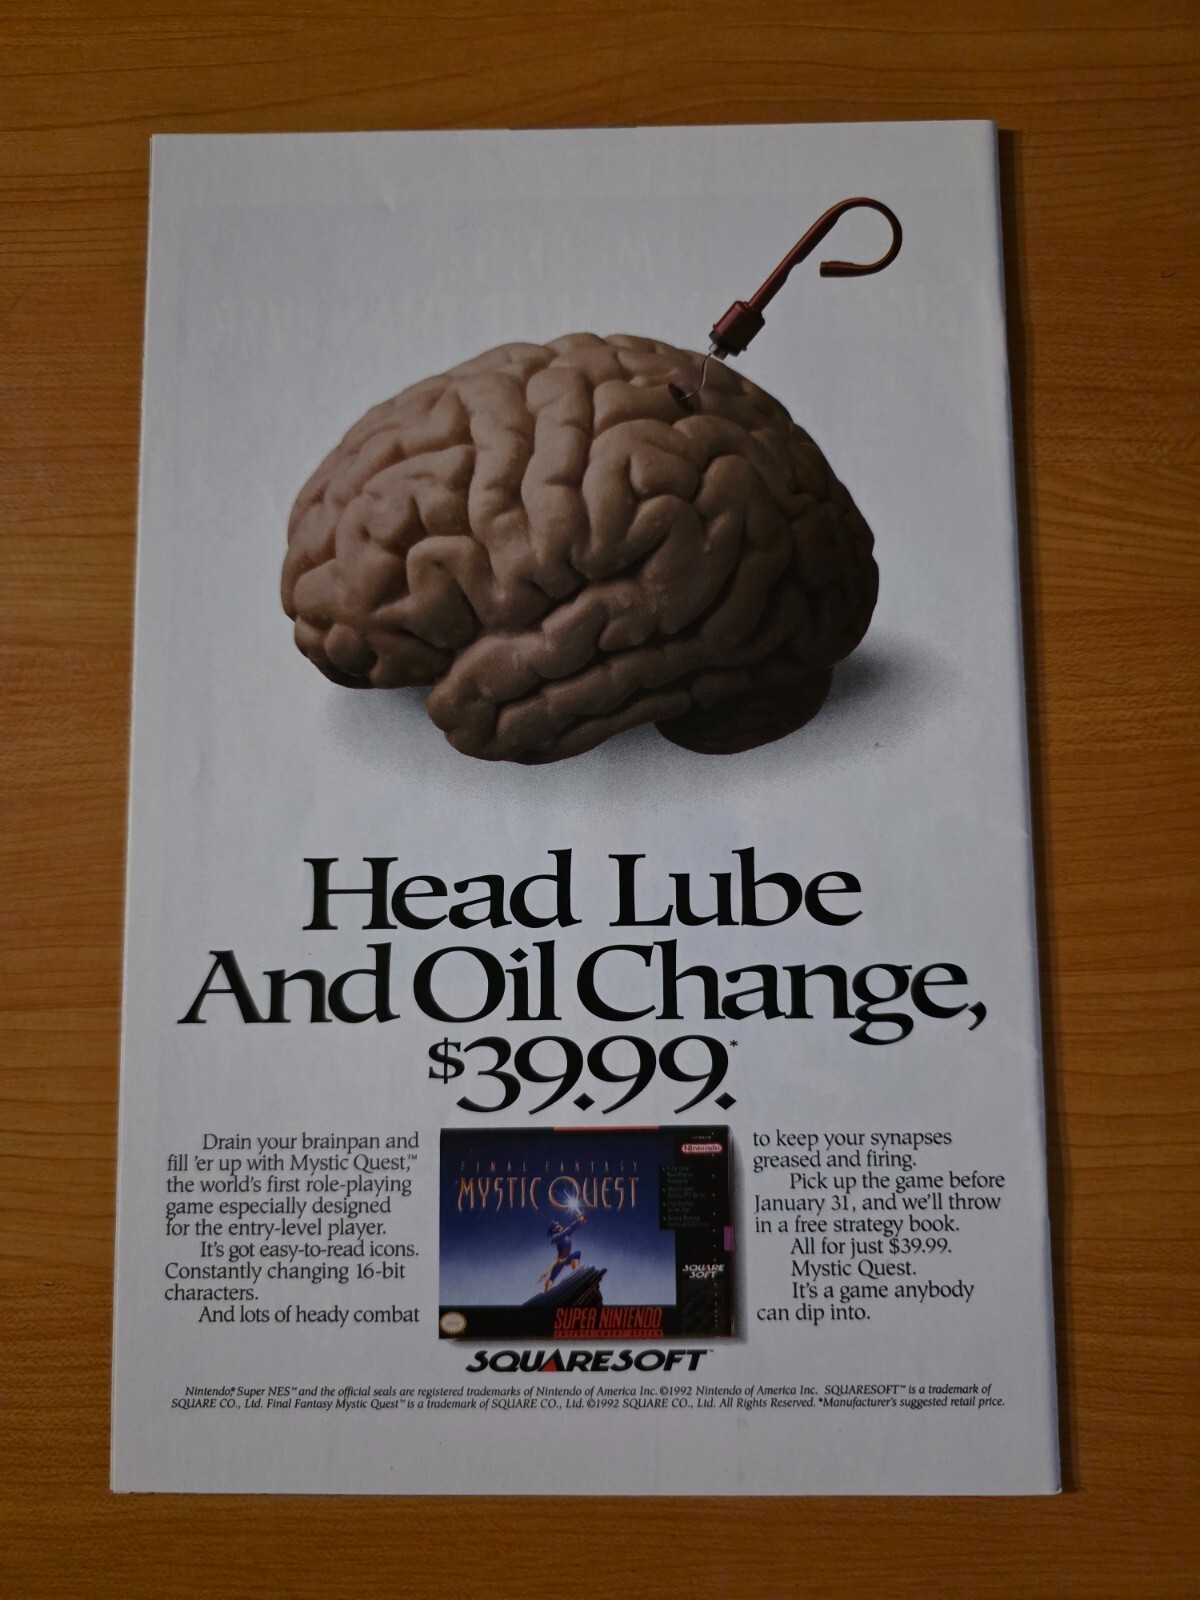 Head Lube
And Oil Change,
$39.99.*
Drain your brainpan and
fill 'er up with Mystic Quest,™
the world's first role-playing
game especially designed
for the entry-level player.
It's got easy-to-read icons.
Constantly changing 16-bit
characters.
And lots of heady combat
to keep your synapses
greased and firing.
Pick up the game before
January 31, and we'll throw
in a free strategy book.
All for just $39.99.
Mystic Quest.
It's a game anybody
can dip into.
FINAL FANTASY
MYSTIC QUEST
Nintendo
SQUARE
SOFT
SUPER NINTENDO
ENTERTAINMENT SYSTEM
SQUARESOFT™
Nintendo,® Super NES™ and the official seals are registered trademarks of Nintendo of America Inc. ©1992 Nintendo of America Inc. SQUARESOFT™ is a trademark of
SQUARE CO., Ltd. Final Fantasy Mystic Quest™ is a trademark of SQUARE CO., Ltd. ©1992 SQUARE CO., Ltd. All Rights Reserved. *Manufacturer's suggested retail price.